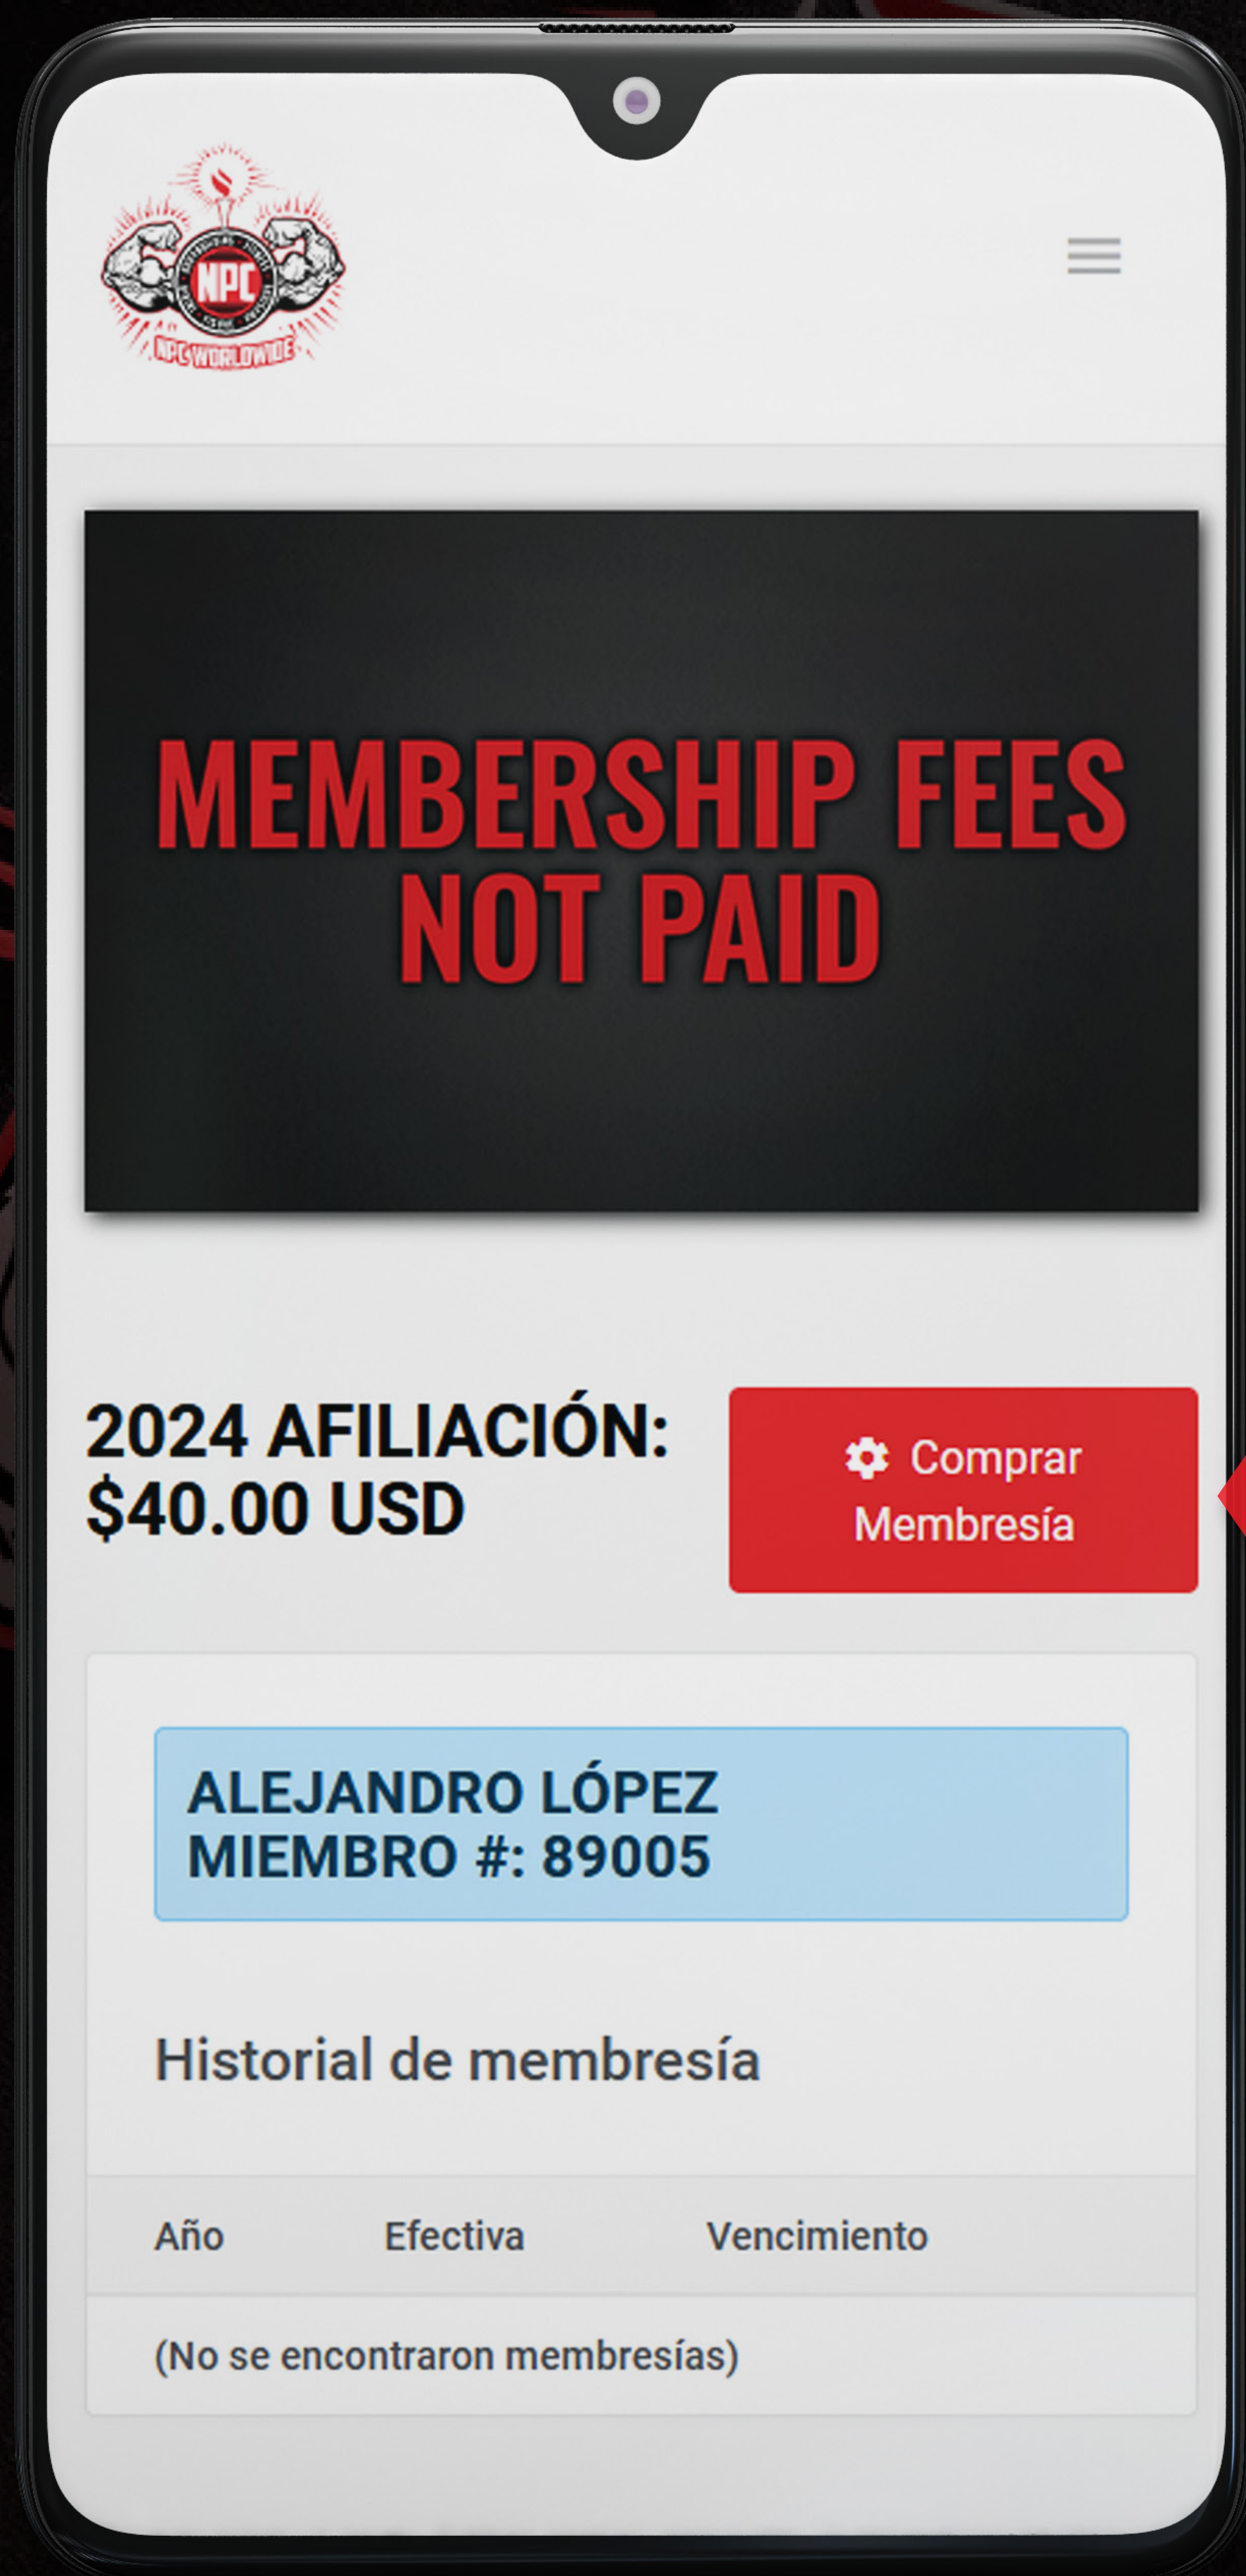 NPC
NPC WORLDWIDE
MEMBERSHIP FEES
NOT PAID
2024 AFILIACIÓN:
$40.00 USD
Comprar
Membresía
ALEJANDRO LÓPEZ
MIEMBRO #: 89005
Historial de membresía
Año Efectiva Vencimiento
(No se encontraron membresías)